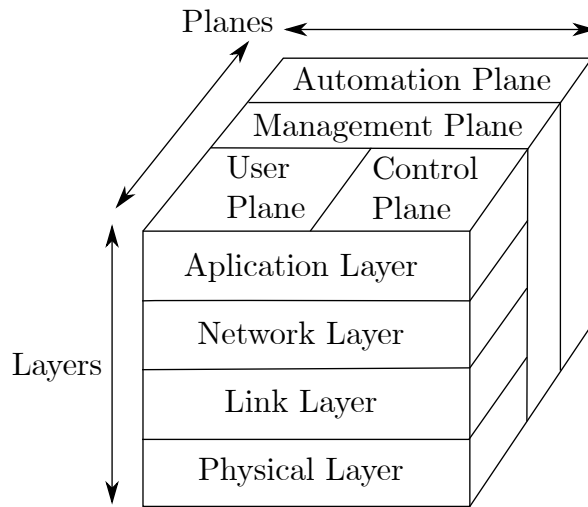 Planes
Automation Plane
Management Plane
User
Plane
Control
Plane
Aplication Layer
Network Layer
Layers
Link Layer
Physical Layer